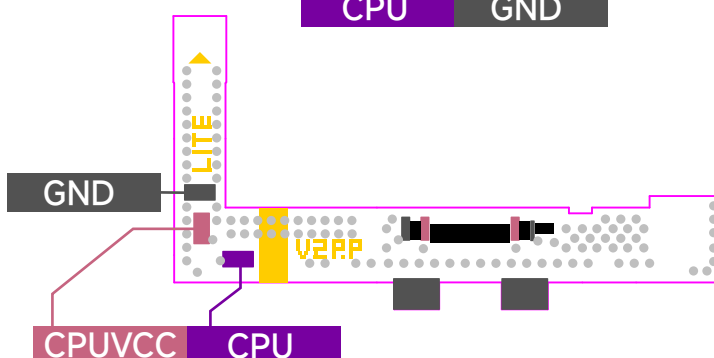 CPU GND
LITE
GND
V2PP
CPUVCC CPU